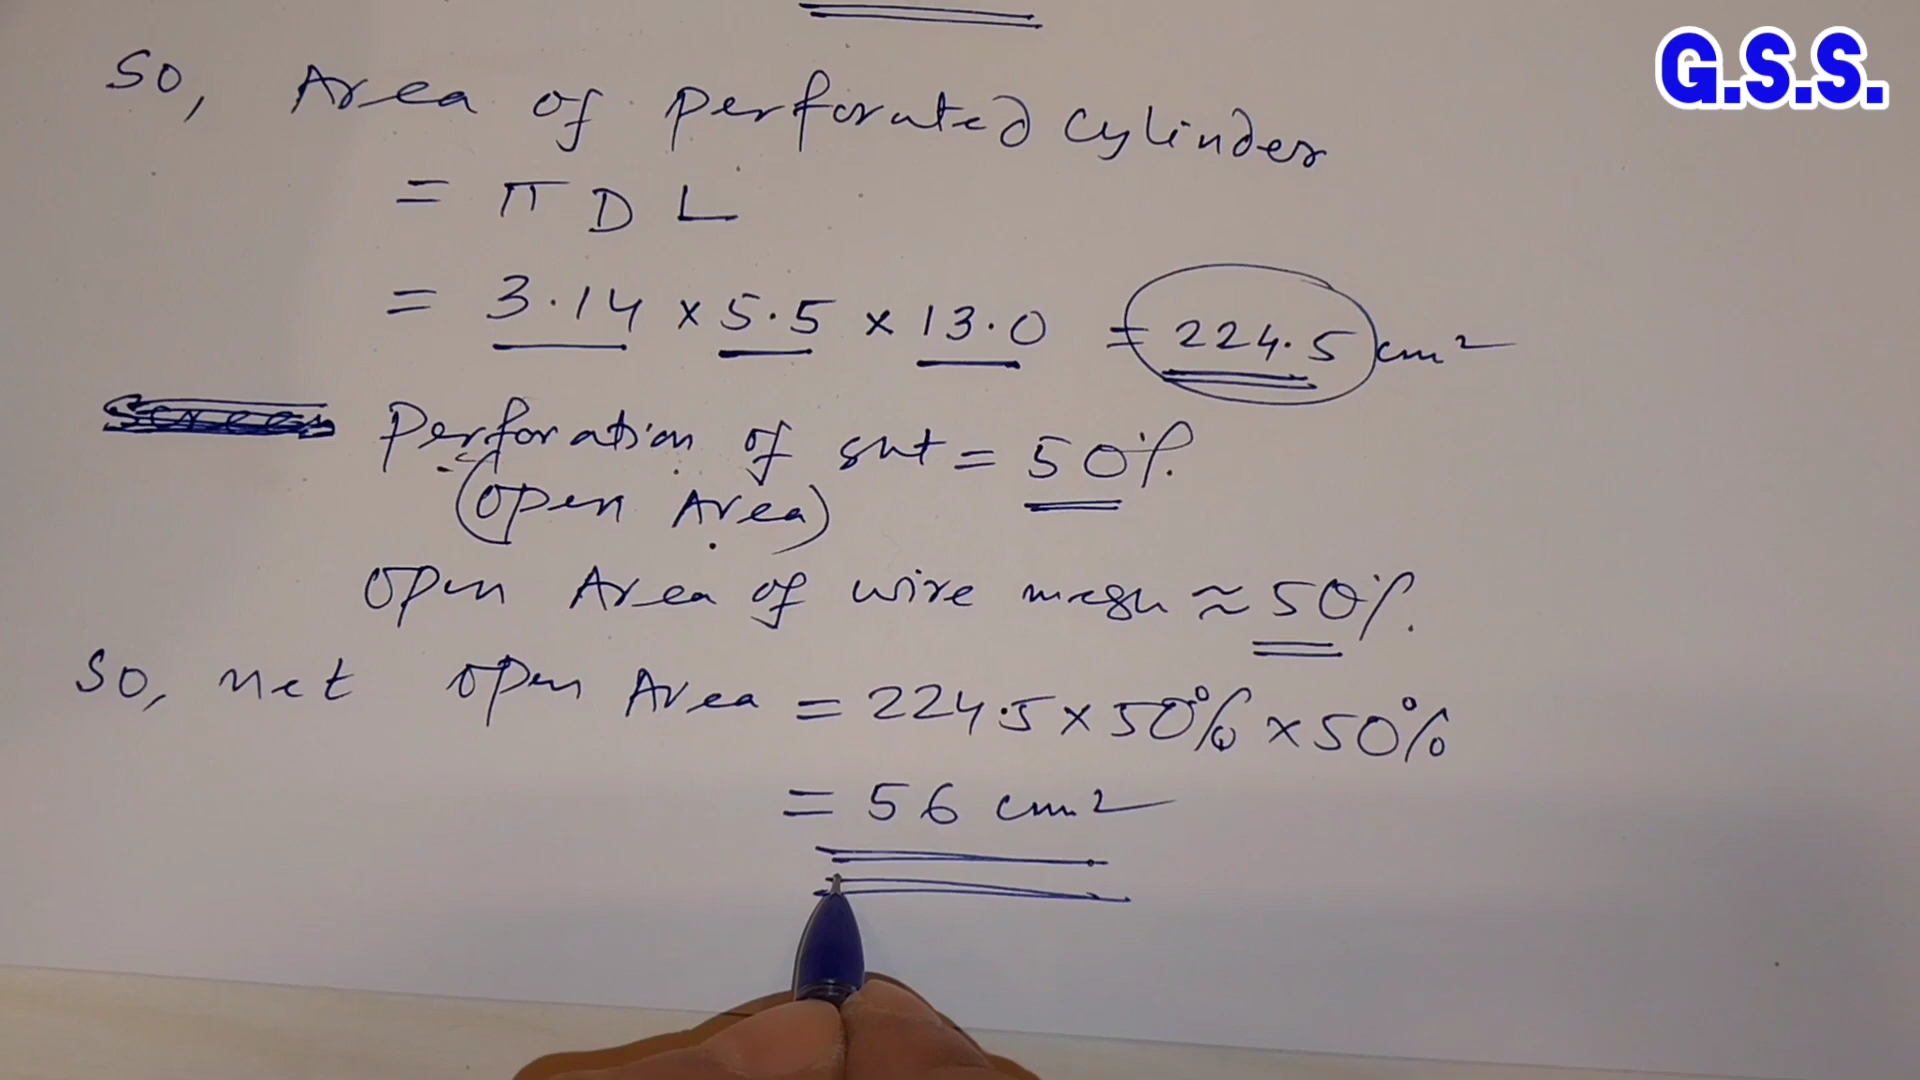 G.S.S.
So, Area of perforated cylinder
= π D L
= 3.14 × 5.5 × 13.0 = 224.5 cm²
Perforation of = 50%
(open Area)
open Area of wire mesh ≈ 50%.
So, net open Area = 224.5 × 50% × 50%
= 56 cm²